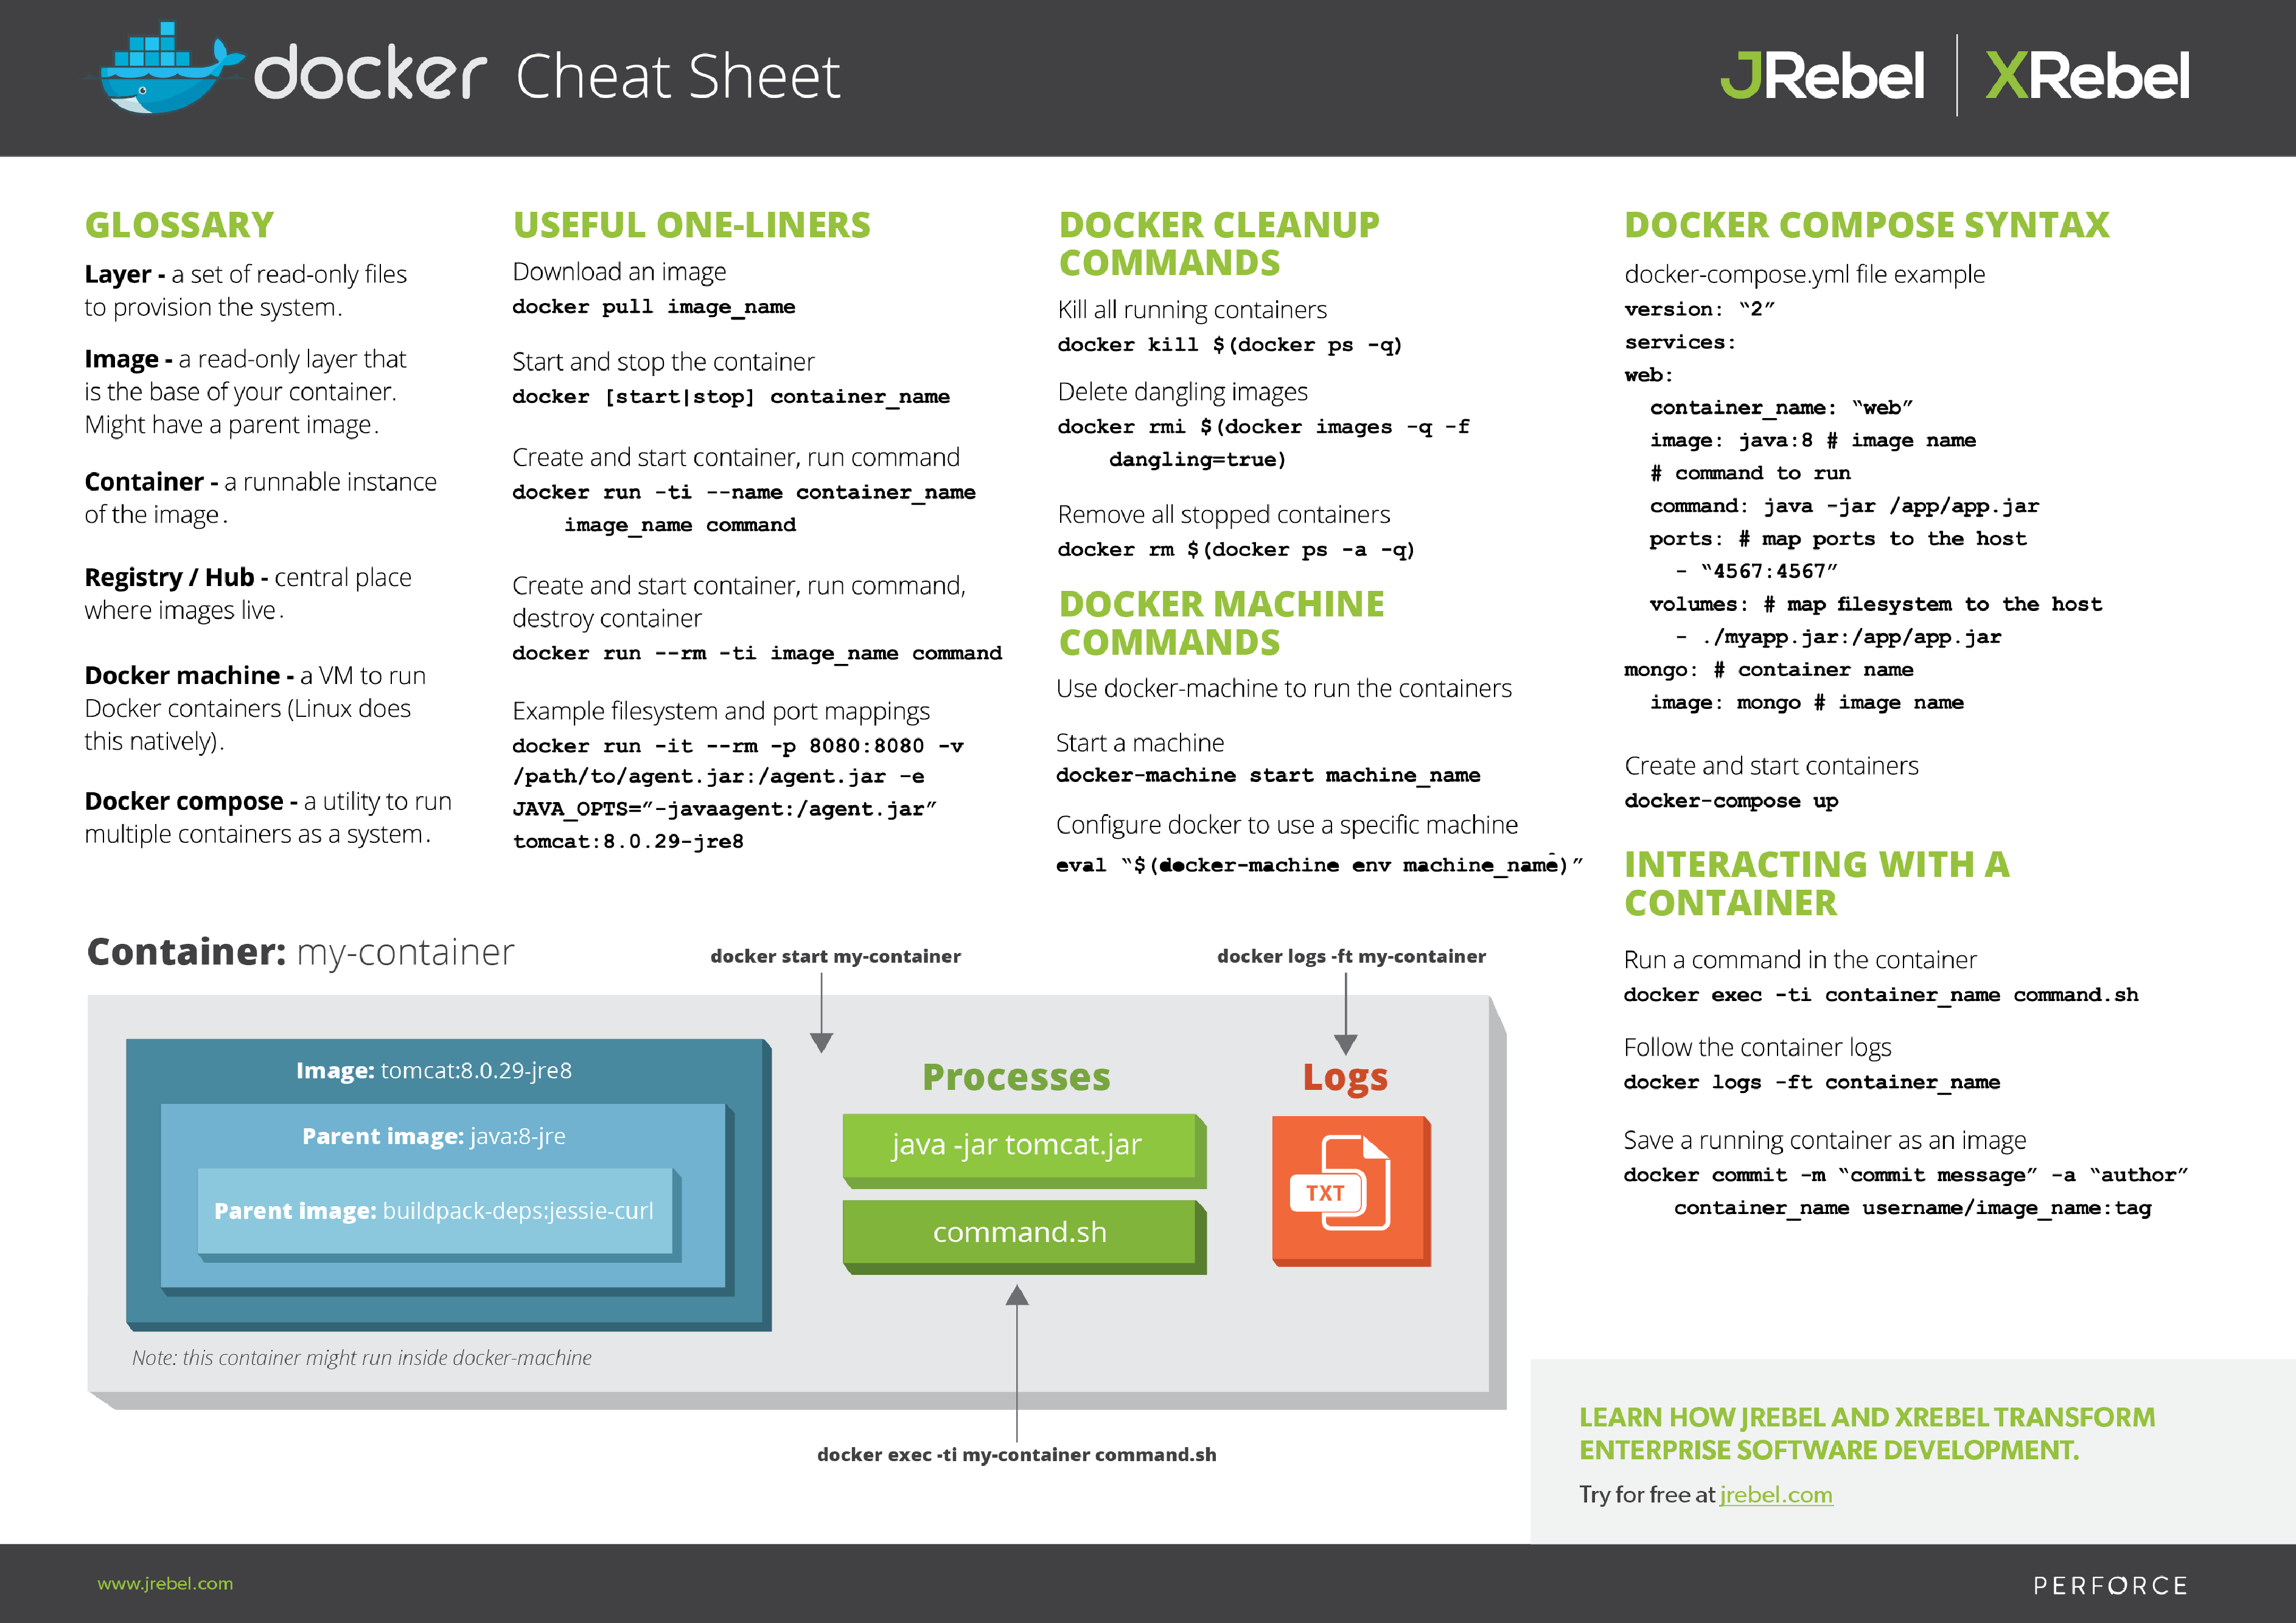 docker Cheat Sheet
JRebel | XRebel
GLOSSARY
Layer - a set of read-only files
to provision the system.
Image - a read-only layer that
is the base of your container.
Might have a parent image.
Container - a runnable instance
of the image.
Registry / Hub - central place
where images live.
Docker machine - a VM to run
Docker containers (Linux does
this natively).
Docker compose - a utility to run
multiple containers as a system.
USEFUL ONE-LINERS
Download an image
docker pull image_name
Start and stop the container
docker [start|stop] container_name
Create and start container, run command
docker run -ti --name container_name
image_name command
Create and start container, run command,
destroy container
docker run --rm -ti image_name command
Example filesystem and port mappings
docker run -it --rm -p 8080:8080 -v
/path/to/agent.jar:/agent.jar -e
JAVA_OPTS=”-javaagent:/agent.jar”
tomcat:8.0.29-jre8
DOCKER CLEANUP
COMMANDS
Kill all running containers
docker kill $(docker ps -q)
Delete dangling images
docker rmi $(docker images -q -f
dangling=true)
Remove all stopped containers
docker rm $(docker ps -a -q)
DOCKER MACHINE
COMMANDS
Use docker-machine to run the containers
Start a machine
docker-machine start machine_name
Configure docker to use a specific machine
eval “$(docker-machine env machine_name)”
DOCKER COMPOSE SYNTAX
docker-compose.yml file example
version: “2”
services:
web:
container_name: “web”
image: java:8 # image name
# command to run
command: java -jar /app/app.jar
ports: # map ports to the host
- “4567:4567”
volumes: # map filesystem to the host
- ./myapp.jar:/app/app.jar
mongo: # container name
image: mongo # image name
Create and start containers
docker-compose up
INTERACTING WITH A
CONTAINER
Run a command in the container
docker exec -ti container_name command.sh
Follow the container logs
docker logs -ft container_name
Save a running container as an image
docker commit -m “commit message” -a “author”
container_name username/image_name:tag
Container: my-container
docker start my-container
docker logs -ft my-container
Image: tomcat:8.0.29-jre8
Parent image: java:8-jre
Parent image: buildpack-deps:jessie-curl
Note: this container might run inside docker-machine
Processes
java -jar tomcat.jar
command.sh
Logs
TXT
docker exec -ti my-container command.sh
LEARN HOW JREBEL AND XREBEL TRANSFORM
ENTERPRISE SOFTWARE DEVELOPMENT.
Try for free at jrebel.com
www.jrebel.com
PERFORCE